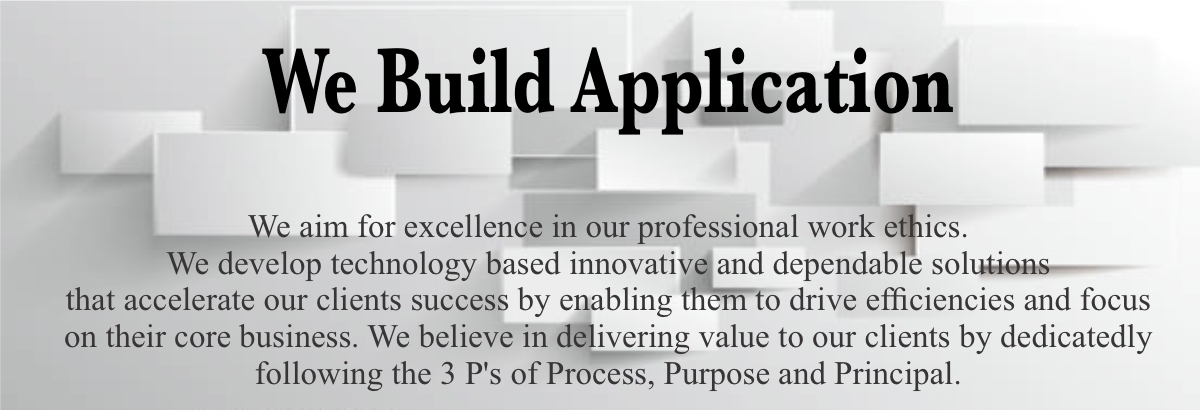 We Build Application
We aim for excellence in our professional work ethics.
We develop technology based innovative and dependable solutions
that accelerate our clients success by enabling them to drive efficiencies and focus
on their core business. We believe in delivering value to our clients by dedicatedly
following the 3 P's of Process, Purpose and Principal.